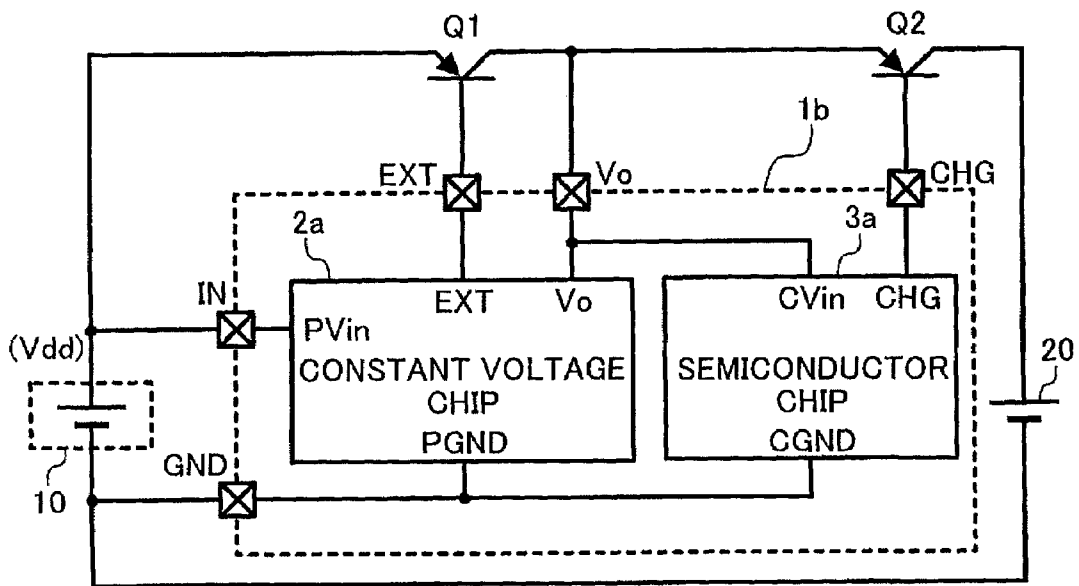 Q1
Q2
1b
EXT
Vo
CHG
2a
3a
IN
EXT
Vo
CVin
CHG
PVin
(Vdd)
CONSTANT VOLTAGE
CHIP
SEMICONDUCTOR
CHIP
20
PGND
CGND
GND
10